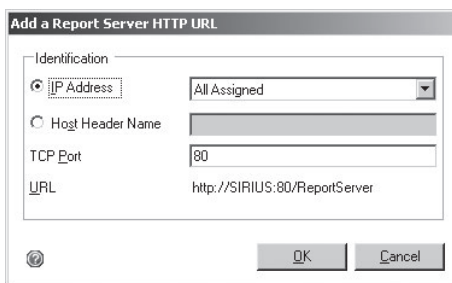 Add a Report Server HTTP URL
Identification
IP Address All Assigned
Host Header Name
TCP Port 80
URL http://SIRIUS:80/ReportServer
? OK Cancel